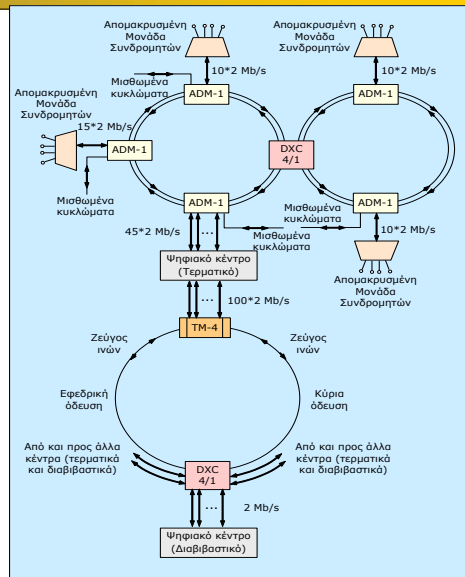 Απομακρυσμένη
Μονάδα
Συνδρομητών
Απομακρυσμένη
Μονάδα
Συνδρομητών
10*2 Mb/s
10*2 Mb/s
Μισθωμένα
κυκλώματα
Απομακρυσμένη
Μονάδα
Συνδρομητών
15*2 Mb/s
ADM-1
ADM-1
ADM-1
DXC
4/1
Μισθωμένα
κυκλώματα
ADM-1
ADM-1
45*2 Mb/s
...
Μισθωμένα
κυκλώματα
Μισθωμένα
κυκλώματα
10*2 Mb/s
Ψηφιακό κέντρο
(Τερματικό)
Απομακρυσμένη
Μονάδα
Συνδρομητών
...
100*2 Mb/s
TM-4
Ζεύγος
ινών
Ζεύγος
ινών
Εφεδρική
όδευση
Κύρια
όδευση
Από και προς άλλα
κέντρα (τερματικά
και διαβιβαστικά)
DXC
4/1
Από και προς άλλα
κέντρα (τερματικά
και διαβιβαστικά)
...
2 Mb/s
Ψηφιακό κέντρο
(Διαβιβαστικό)